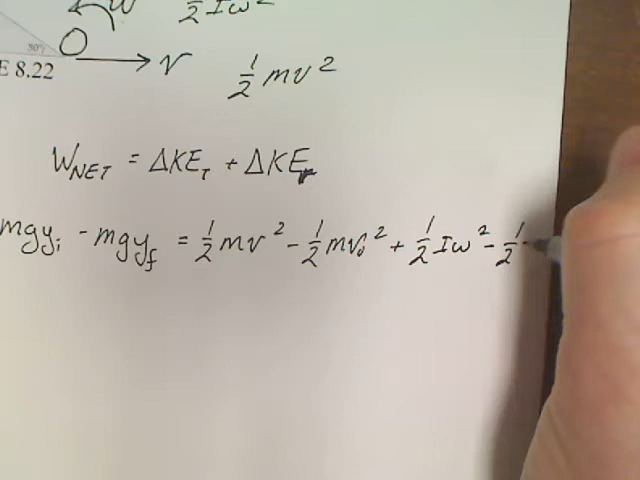 ω ½Iω²
30°
E 8.22
v ½mv²
W_NET = ΔKE_T + ΔKE_r
mgy_i - mgy_f = ½mv² - ½mv₀² + ½Iω² - ½